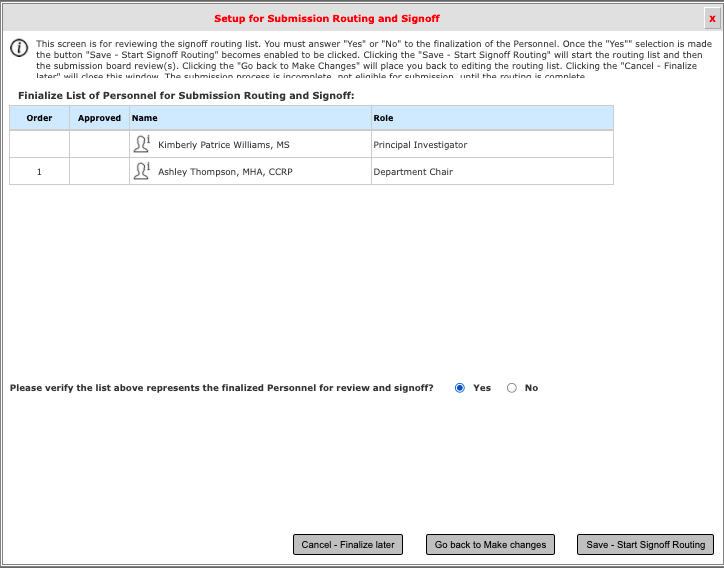 Setup for Submission Routing and Signoff
x
This screen is for reviewing the signoff routing list. You must answer "Yes" or "No" to the finalization of the Personnel. Once the "Yes"" selection is made
the button "Save - Start Signoff Routing" becomes enabled to be clicked. Clicking the "Save - Start Signoff Routing" will start the routing list and then
the submission board review(s). Clicking the "Go back to Make Changes" will place you back to editing the routing list. Clicking the "Cancel - Finalize
later" will close this window. The submission process is incomplete, not eligible for submission, until the routing is complete.
Finialize List of Personnel for Submission Routing and Signoff:
Order Approved Name Role
Kimberly Patrice Williams, MS Principal Investigator
1 Ashley Thompson, MHA, CCRP Department Chair
Please verify the list above represents the finalized Personnel for review and signoff? Yes No
Cancel - Finalize later Go back to Make changes Save - Start Signoff Routing